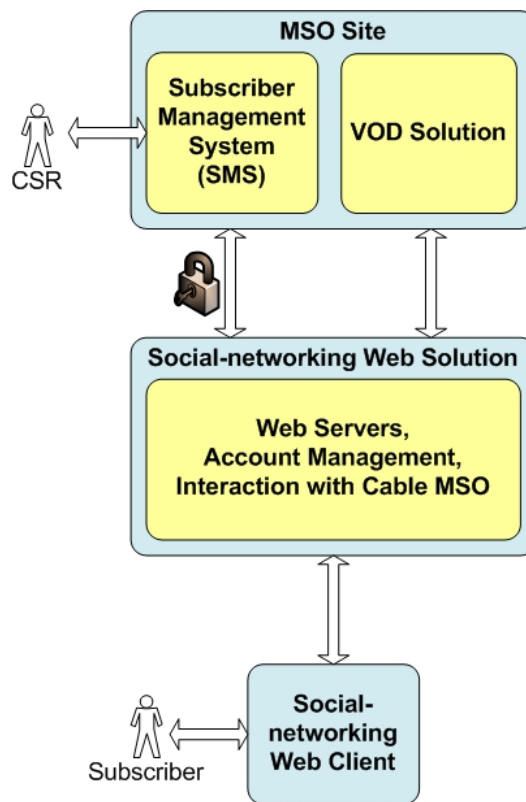 MSO Site
Subscriber
Management
System
(SMS)
VOD Solution
CSR
Social-networking Web Solution
Web Servers,
Account Management,
Interaction with Cable MSO
Social-
networking
Web Client
Subscriber